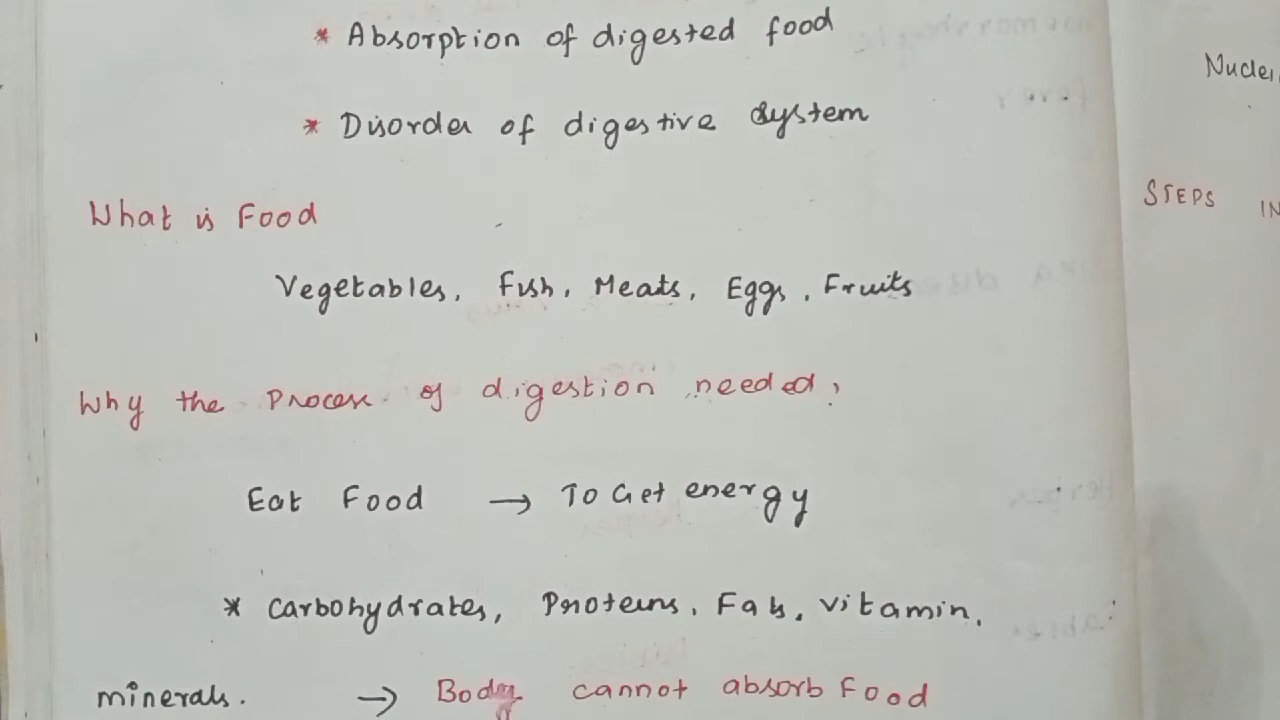 * Absorption of digested food
* Disorder of digestive system
What is Food
Vegetables, Fish, Meats, Eggs, Fruits
Why the Process of digestion needed?
Eat Food → To Get energy
* Carbohydrates, Proteins, Fats, Vitamin,
minerals. → Body cannot absorb Food
STEPS IN